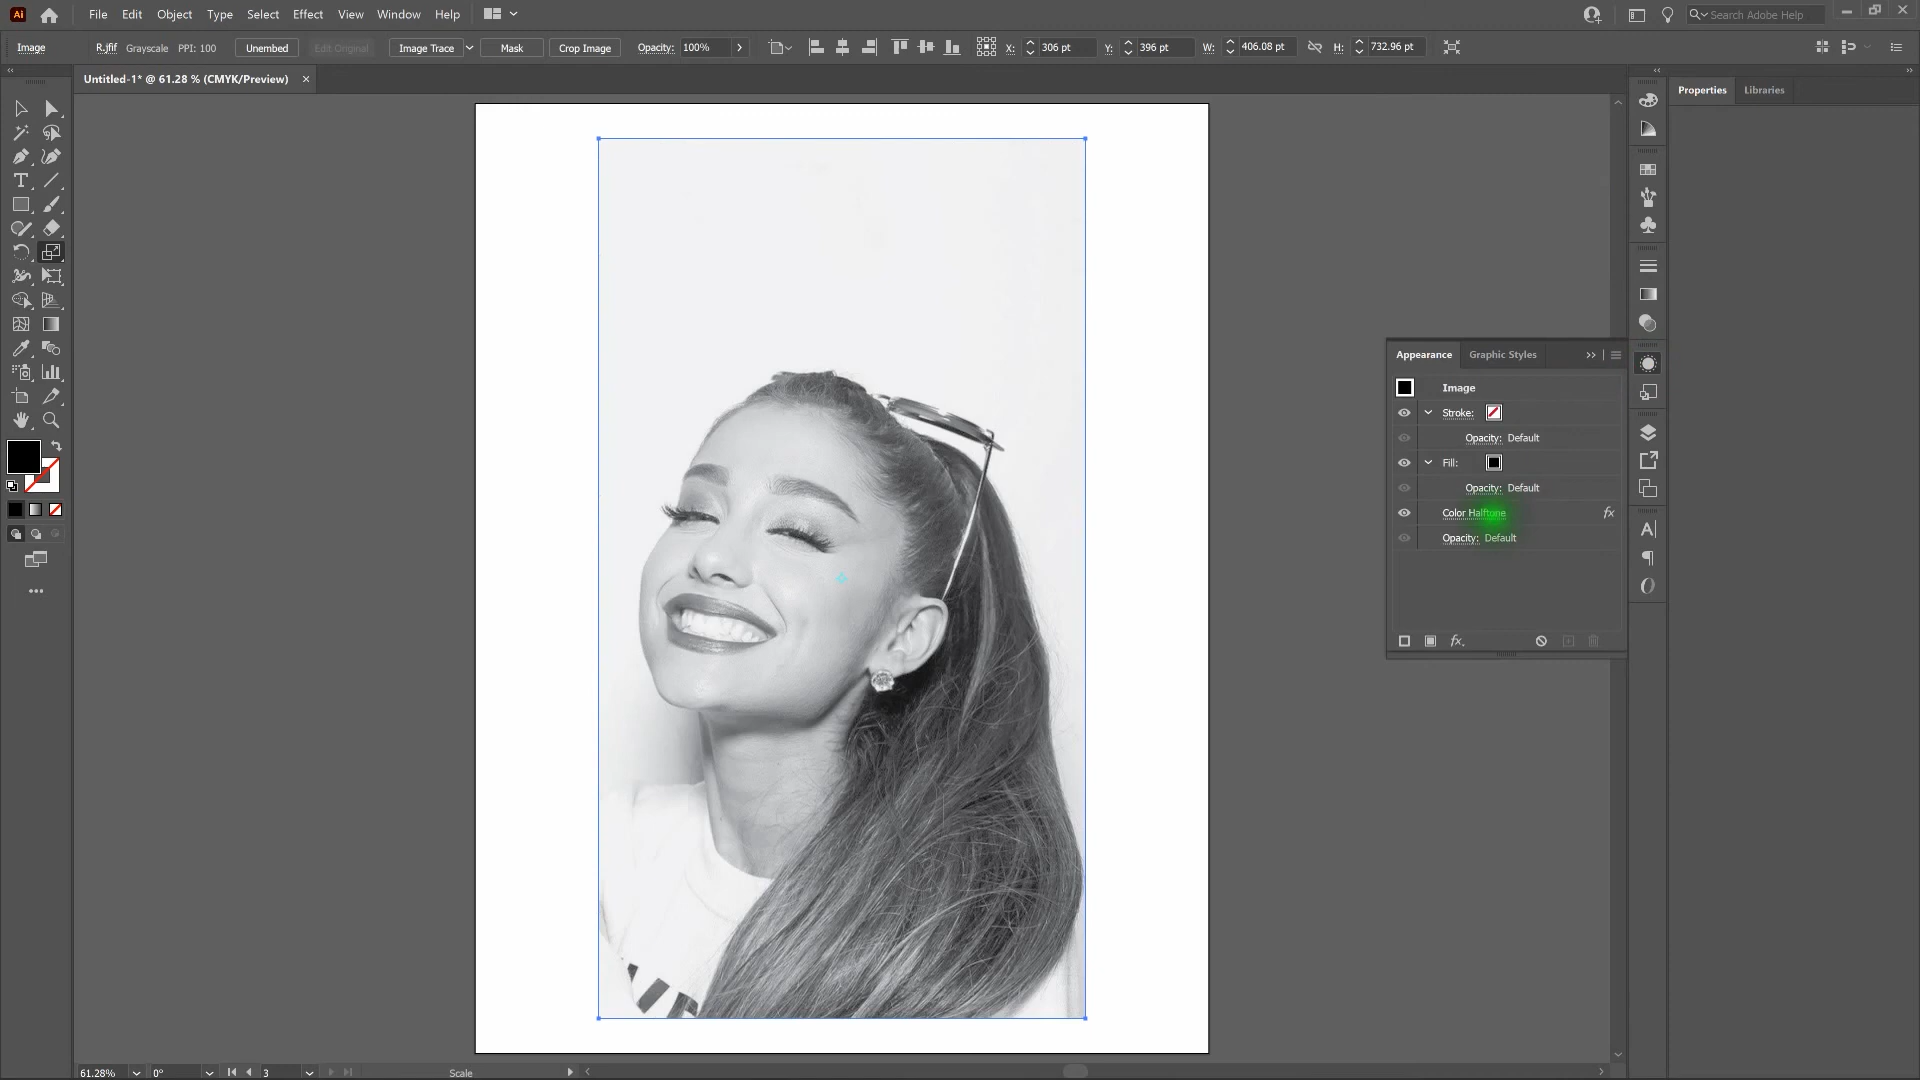 Ai File Edit Object Type Select Effect View Window Help Search Adobe Help
Image R.jfif Grayscale PPI: 100 Unembed Edit Original Image Trace Mask Crop Image Opacity: 100% X: 306 pt Y: 396 pt W: 406.08 pt H: 732.96 pt
Untitled-1* @ 61.28 % (CMYK/Preview)
Properties Libraries
Appearance Graphic Styles
Image
Stroke:
Opacity: Default
Fill:
Opacity: Default
Color Halftone fx
Opacity: Default
fx.
61.28% 0° 3 Scale